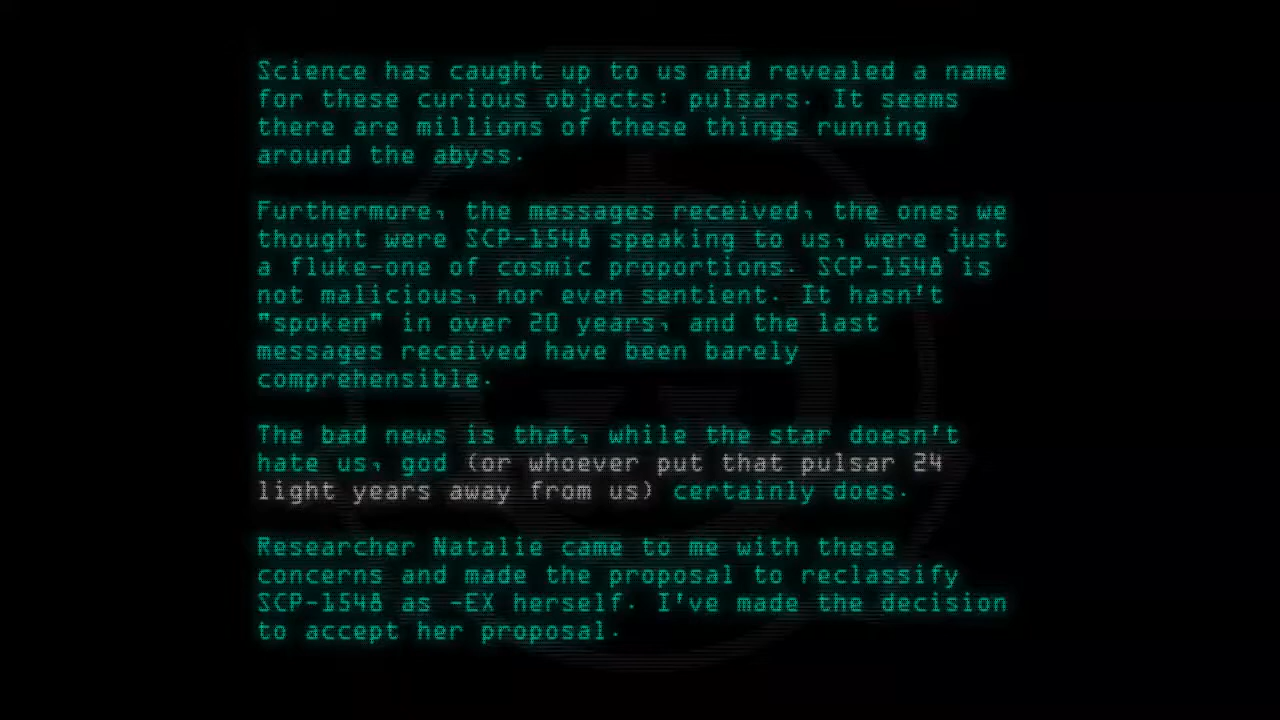 Science has caught up to us and revealed a name
for these curious objects: pulsars. It seems
there are millions of these things running
around the abyss.
Furthermore, the messages received, the ones we
thought were SCP-1548 speaking to us, were just
a fluke-one of cosmic proportions. SCP-1548 is
not malicious, nor even sentient. It hasn't
"spoken" in over 20 years, and the last
messages received have been barely
comprehensible.
The bad news is that, while the star doesn't
hate us, god (or whoever put that pulsar 24
light years away from us) certainly does.
Researcher Natalie came to me with these
concerns and made the proposal to reclassify
SCP-1548 as -EX herself. I've made the decision
to accept her proposal.